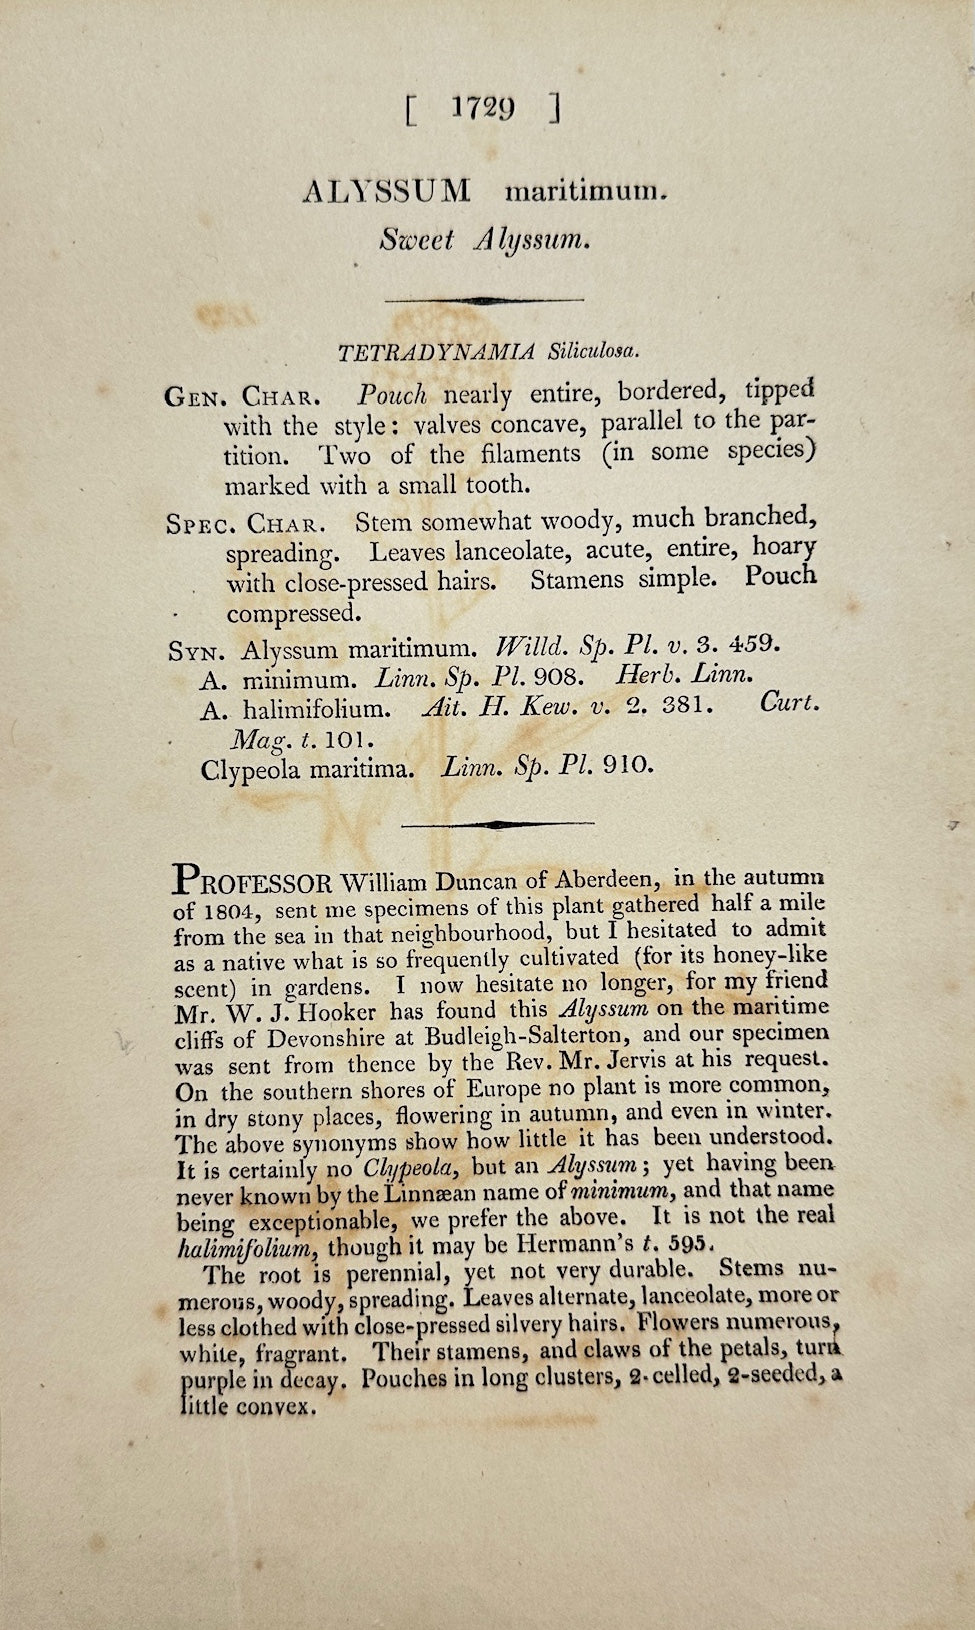 [ 1729 ]
ALYSSUM maritimum.
Sweet Alyssum.
TETRADYNAMIA Siliculosa.
GEN. CHAR. Pouch nearly entire, bordered, tipped
with the style: valves concave, parallel to the par-
tition. Two of the filaments (in some species)
marked with a small tooth.
SPEC. CHAR. Stem somewhat woody, much branched,
spreading. Leaves lanceolate, acute, entire, hoary
with close-pressed hairs. Stamens simple. Pouch
compressed.
SYN. Alyssum maritimum. Willd. Sp. Pl. v. 3. 459.
A. minimum. Linn. Sp. Pl. 908. Herb. Linn.
A. halimifolium. Ait. H. Kew. v. 2. 381. Curt.
Mag. t. 101.
Clypeola maritima. Linn. Sp. Pl. 910.
PROFESSOR William Duncan of Aberdeen, in the autumn
of 1804, sent me specimens of this plant gathered half a mile
from the sea in that neighbourhood, but I hesitated to admit
as a native what is so frequently cultivated (for its honey-like
scent) in gardens. I now hesitate no longer, for my friend
Mr. W. J. Hooker has found this Alyssum on the maritime
cliffs of Devonshire at Budleigh-Salterton, and our specimen
was sent from thence by the Rev. Mr. Jervis at his request.
On the southern shores of Europe no plant is more common,
in dry stony places, flowering in autumn, and even in winter.
The above synonyms show how little it has been understood.
It is certainly no Clypeola, but an Alyssum; yet having been
never known by the Linnæan name of minimum, and that name
being exceptionable, we prefer the above. It is not the real
halimifolium, though it may be Hermann's t. 595.
The root is perennial, yet not very durable. Stems nu-
merous, woody, spreading. Leaves alternate, lanceolate, more or
less clothed with close-pressed silvery hairs. Flowers numerous,
white, fragrant. Their stamens, and claws of the petals, turn
purple in decay. Pouches in long clusters, 2-celled, 2-seeded, a
little convex.